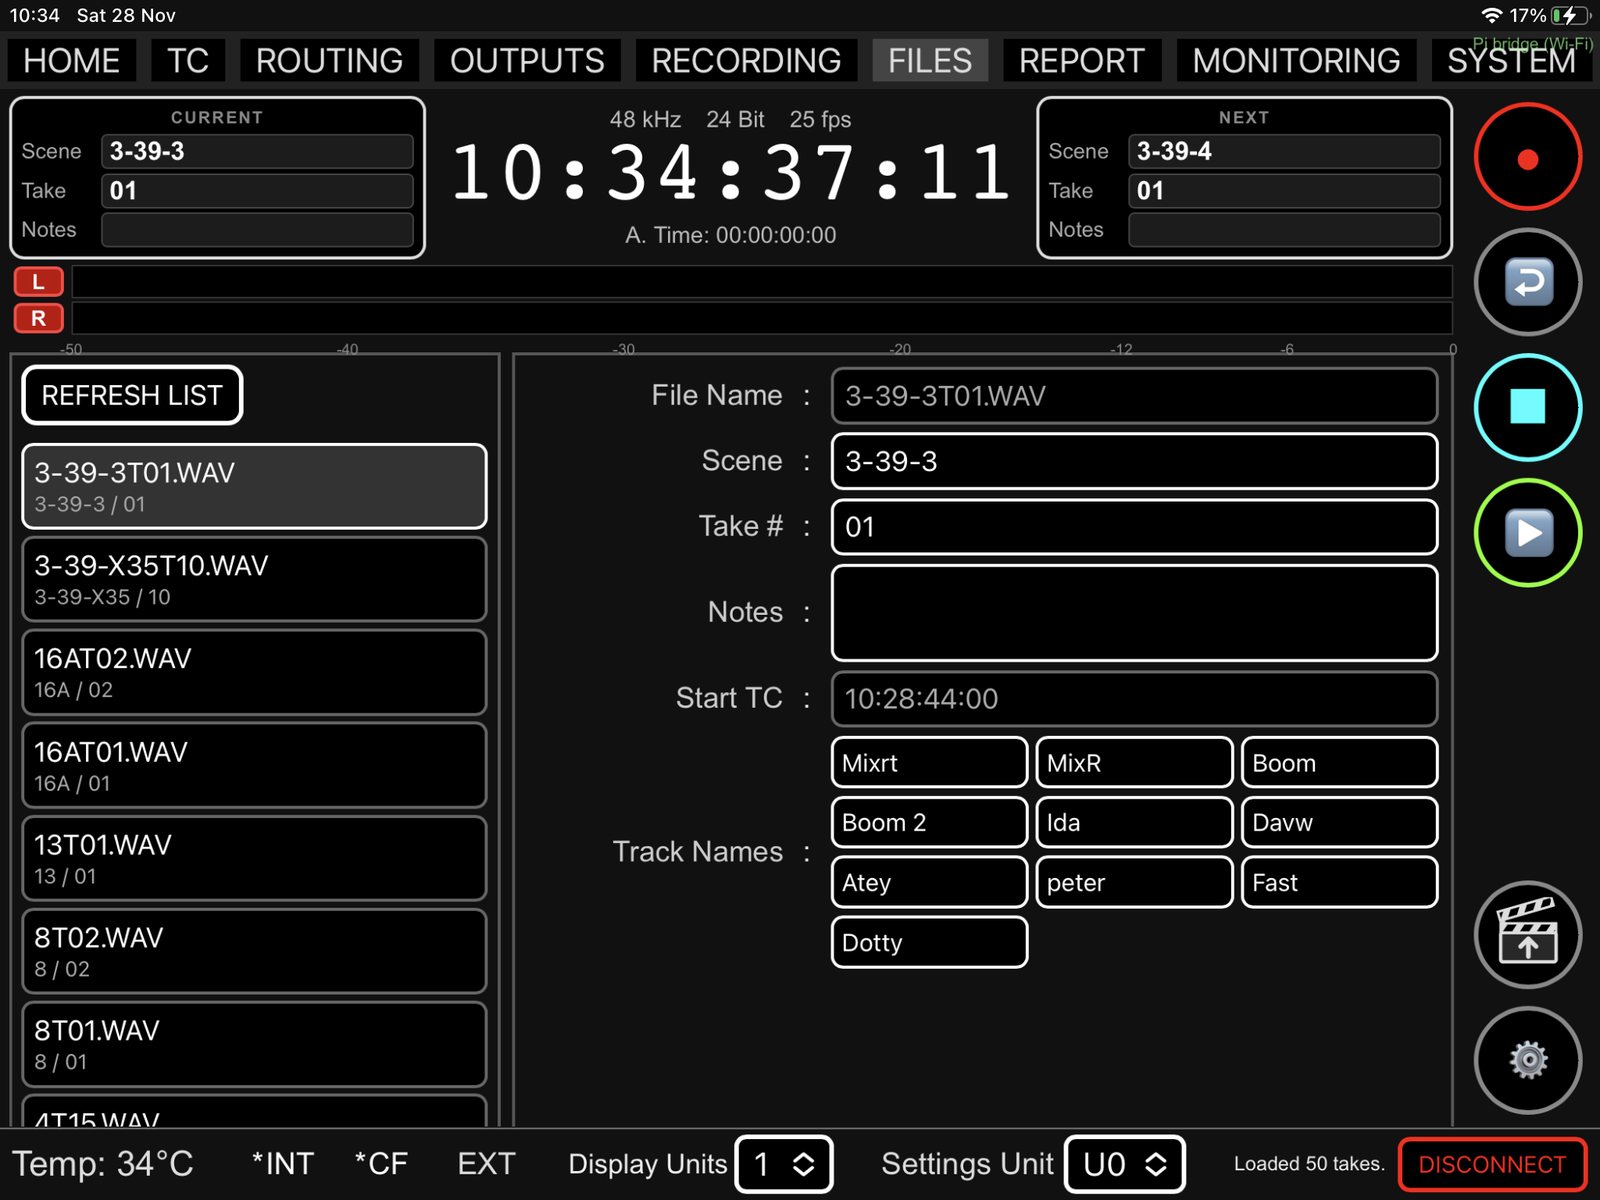 10:34 Sat 28 Nov 17%
Pi bridge (Wi-Fi)
HOME TC ROUTING OUTPUTS RECORDING FILES REPORT MONITORING SYSTEM
CURRENT
Scene 3-39-3
Take 01
Notes
48 kHz 24 Bit 25 fps
10:34:37:11
A. Time: 00:00:00:00
NEXT
Scene 3-39-4
Take 01
Notes
L
R
-50 -40 -30 -20 -12 -6 0
REFRESH LIST
3-39-3T01.WAV
3-39-3 / 01
3-39-X35T10.WAV
3-39-X35 / 10
16AT02.WAV
16A / 02
16AT01.WAV
16A / 01
13T01.WAV
13 / 01
8T02.WAV
8 / 02
8T01.WAV
8 / 01
4T15.WAV
File Name : 3-39-3T01.WAV
Scene : 3-39-3
Take # : 01
Notes :
Start TC : 10:28:44:00
Track Names :
Mixrt MixR Boom
Boom 2 Ida Davw
Atey peter Fast
Dotty
Temp: 34°C *INT *CF EXT Display Units 1 Settings Unit U0 Loaded 50 takes. DISCONNECT